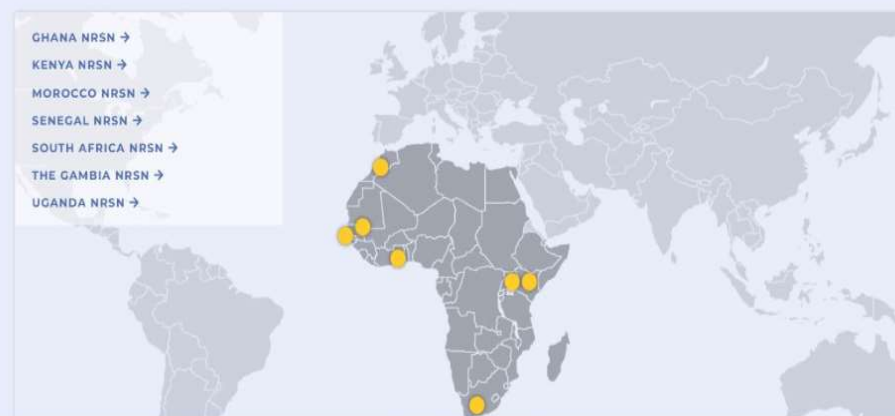 GHANA NRSN →
KENYA NRSN →
MOROCCO NRSN →
SENEGAL NRSN →
SOUTH AFRICA NRSN →
THE GAMBIA NRSN →
UGANDA NRSN →